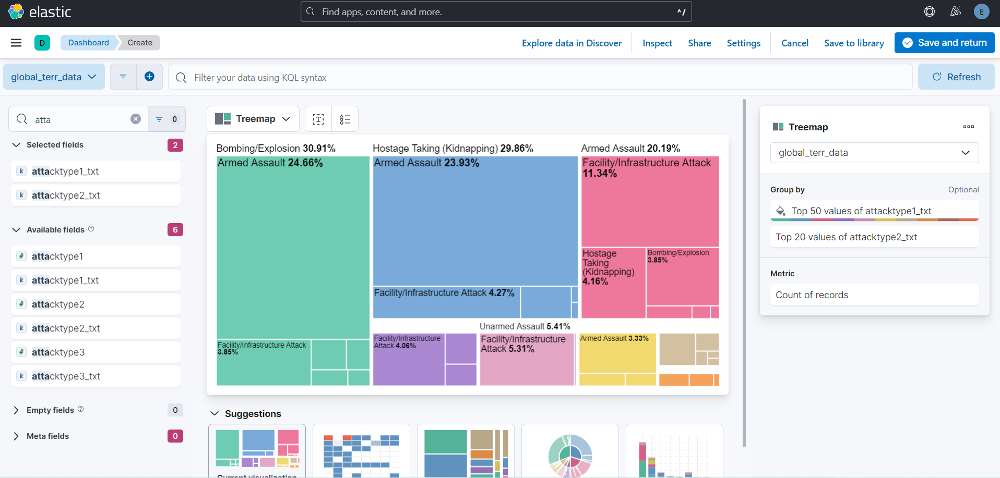 elastic
Find apps, content, and more.
^/
E
D
Dashboard
Create
Explore data in Discover
Inspect
Share
Settings
Cancel
Save to library
Save and return
global_terr_data
Filter your data using KQL syntax
Refresh
atta
0
Selected fields
2
k attacktype1_txt
k attacktype2_txt
Available fields ?
6
# attacktype1
k attacktype1_txt
# attacktype2
k attacktype2_txt
# attacktype3
k attacktype3_txt
Empty fields ?
0
Meta fields
0
Treemap
T
Bombing/Explosion 30.91%
Armed Assault 24.66%
Facility/Infrastructure Attack
3.85%
Hostage Taking (Kidnapping) 29.86%
Armed Assault 23.93%
Facility/Infrastructure Attack 4.27%
Armed Assault 20.19%
Facility/Infrastructure Attack
11.34%
Hostage
Taking
(Kidnapping)
4.16%
Bombing/Explosion
3.85%
Facility/Infrastructure
Attack 4.06%
Unarmed Assault 5.41%
Facility/Infrastructure
Attack 5.31%
Armed Assault 3.33%
Suggestions
Current visualization
Treemap
global_terr_data
Group by
Optional
Top 50 values of attacktype1_txt
Top 20 values of attacktype2_txt
Metric
Count of records